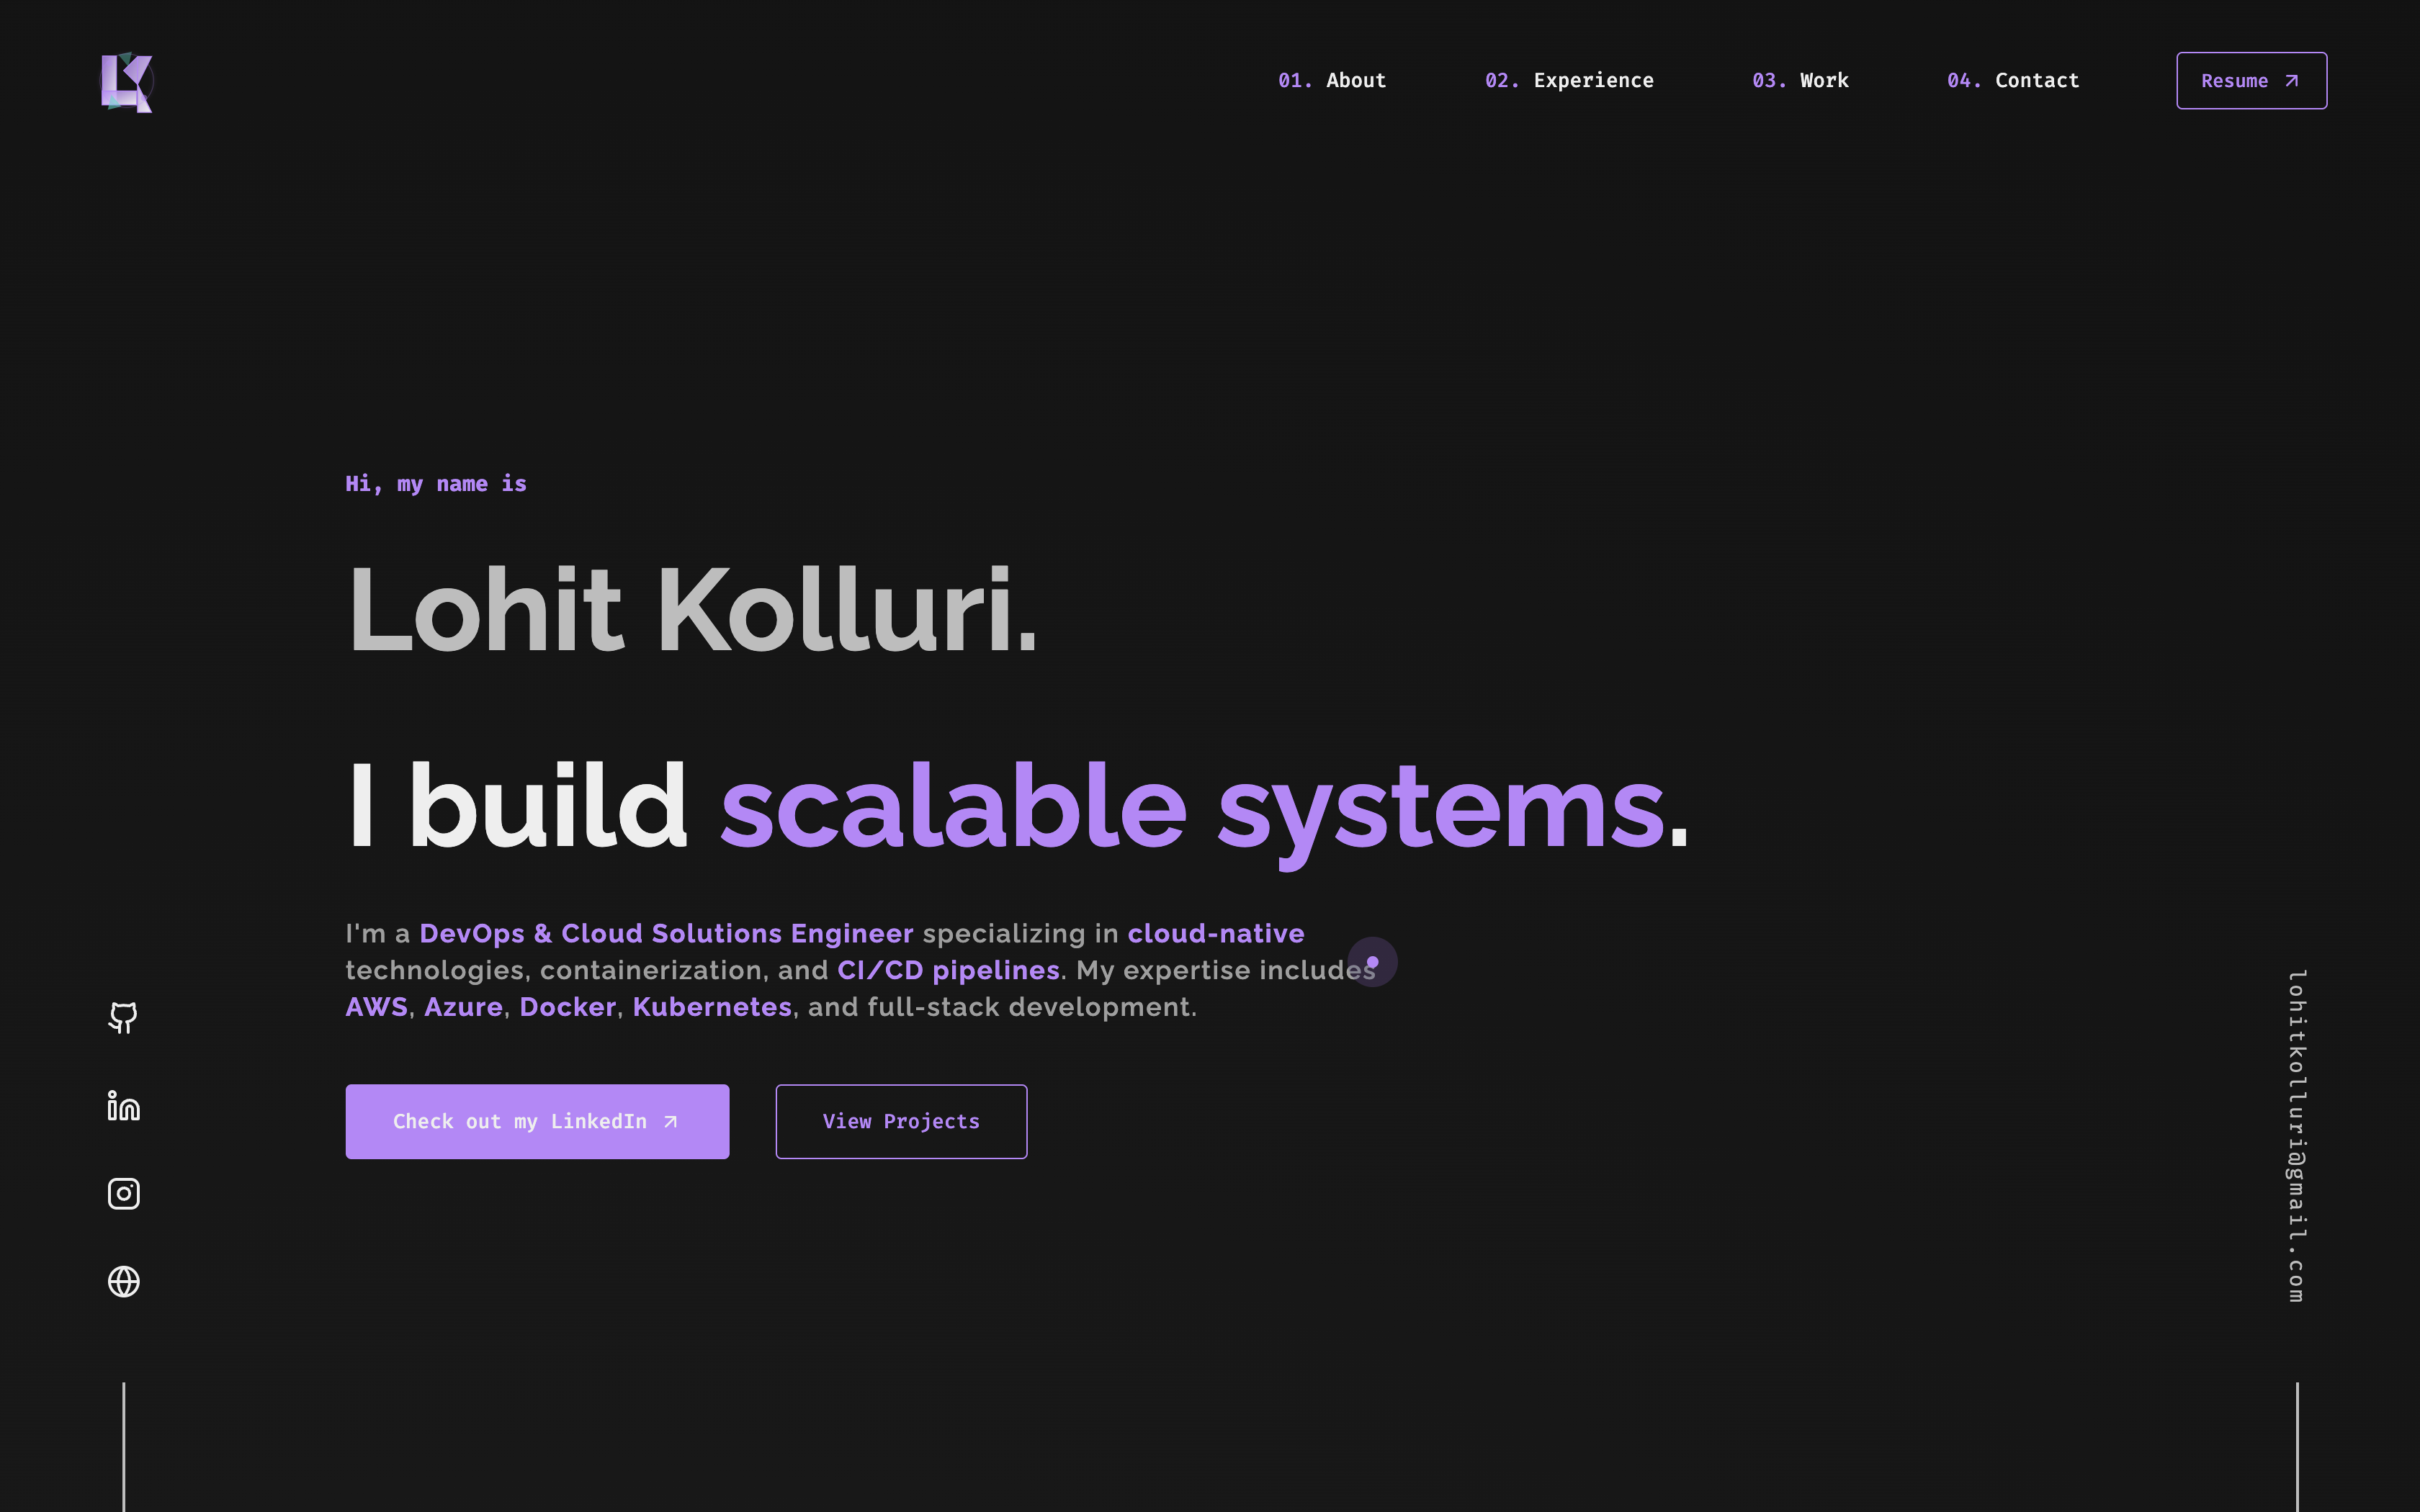 LK
01. About
02. Experience
03. Work
04. Contact
Resume
Hi, my name is
Lohit Kolluri.
I build scalable systems.
I'm a DevOps & Cloud Solutions Engineer specializing in cloud-native
technologies, containerization, and CI/CD pipelines. My expertise includes
AWS, Azure, Docker, Kubernetes, and full-stack development.
Check out my LinkedIn
View Projects
in
lohitkolluri@gmail.com